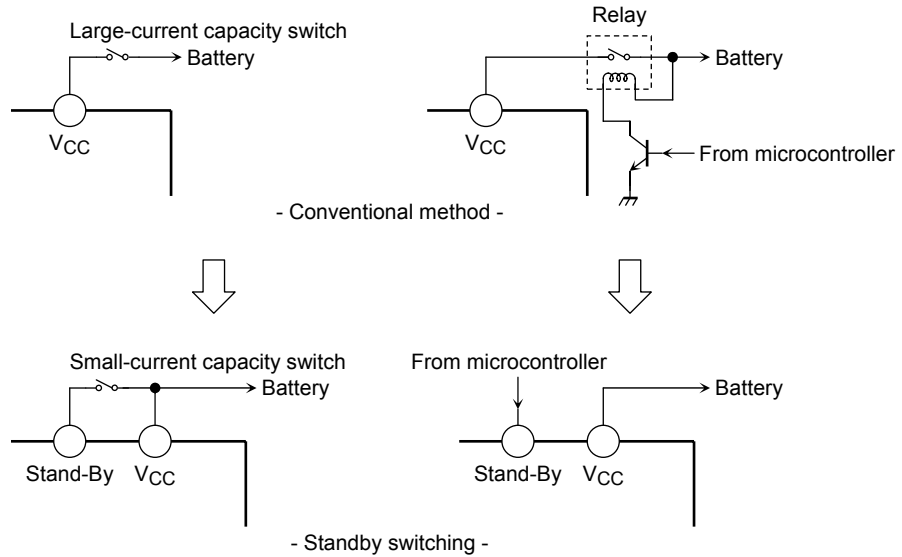 Large-current capacity switch
Battery
VCC
Relay
Battery
VCC
From microcontroller
- Conventional method -
Small-current capacity switch
Battery
Stand-By
VCC
From microcontroller
Battery
Stand-By
VCC
- Standby switching -